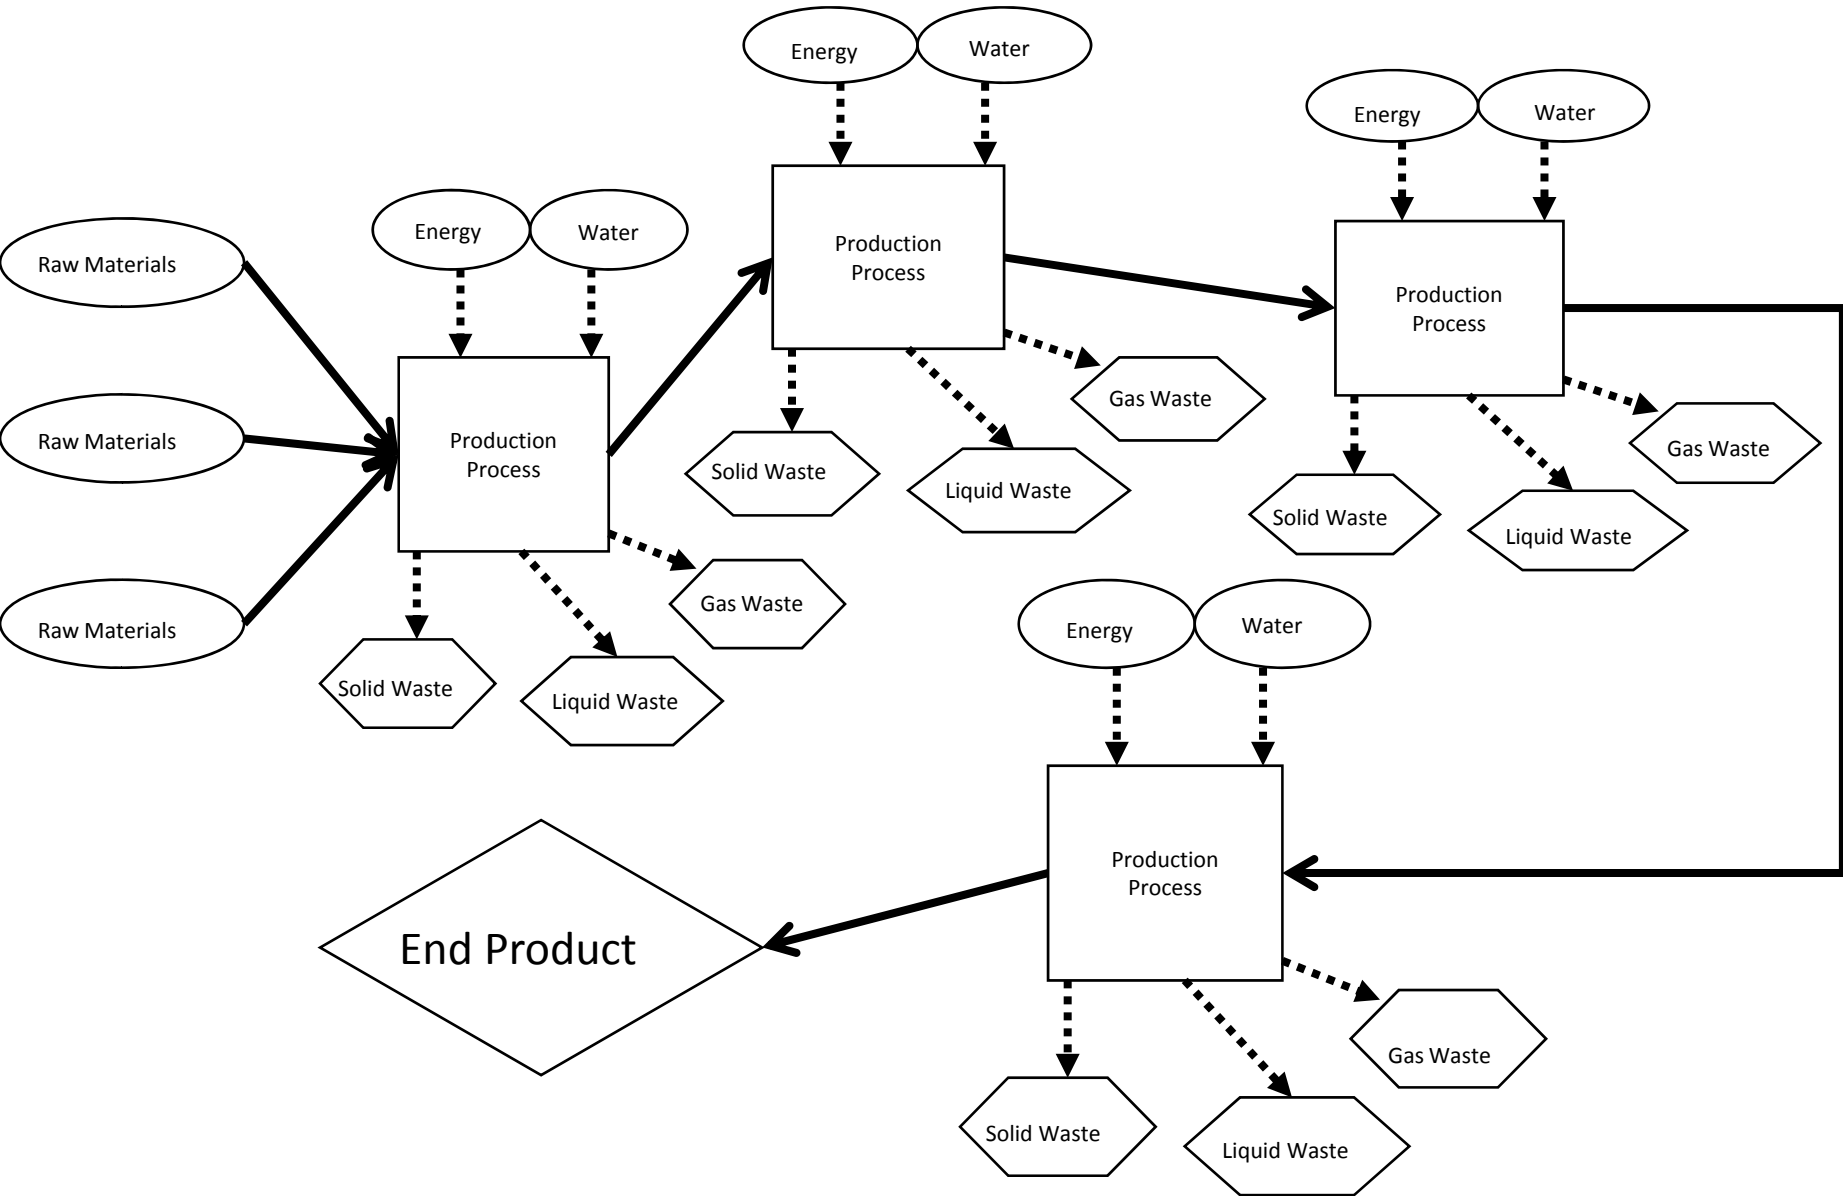 Energy
Water
Energy
Water
Energy
Water
Raw Materials
Production
Process
Production
Process
Gas Waste
Raw Materials
Production
Process
Solid Waste
Liquid Waste
Gas Waste
Solid Waste
Liquid Waste
Gas Waste
Raw Materials
Solid Waste
Liquid Waste
Energy
Water
Production
Process
End Product
Gas Waste
Solid Waste
Liquid Waste